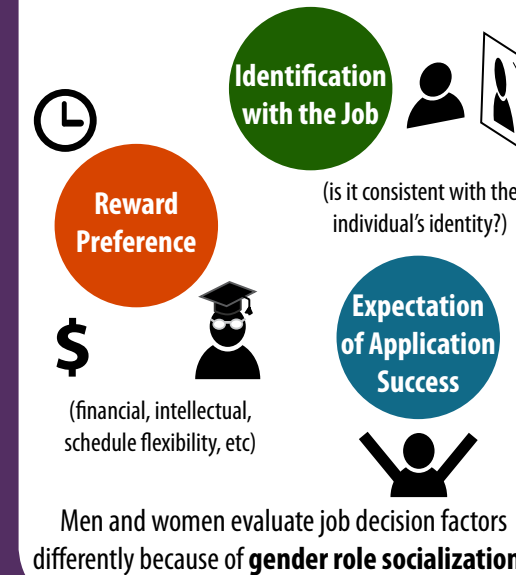 Identification
with the Job
(is it consistent with the
individual's identity?)
Reward
Preference
$
(financial, intellectual,
schedule flexibility, etc)
Expectation
of Application
Success
Men and women evaluate job decision factors
differently because of gender role socialization